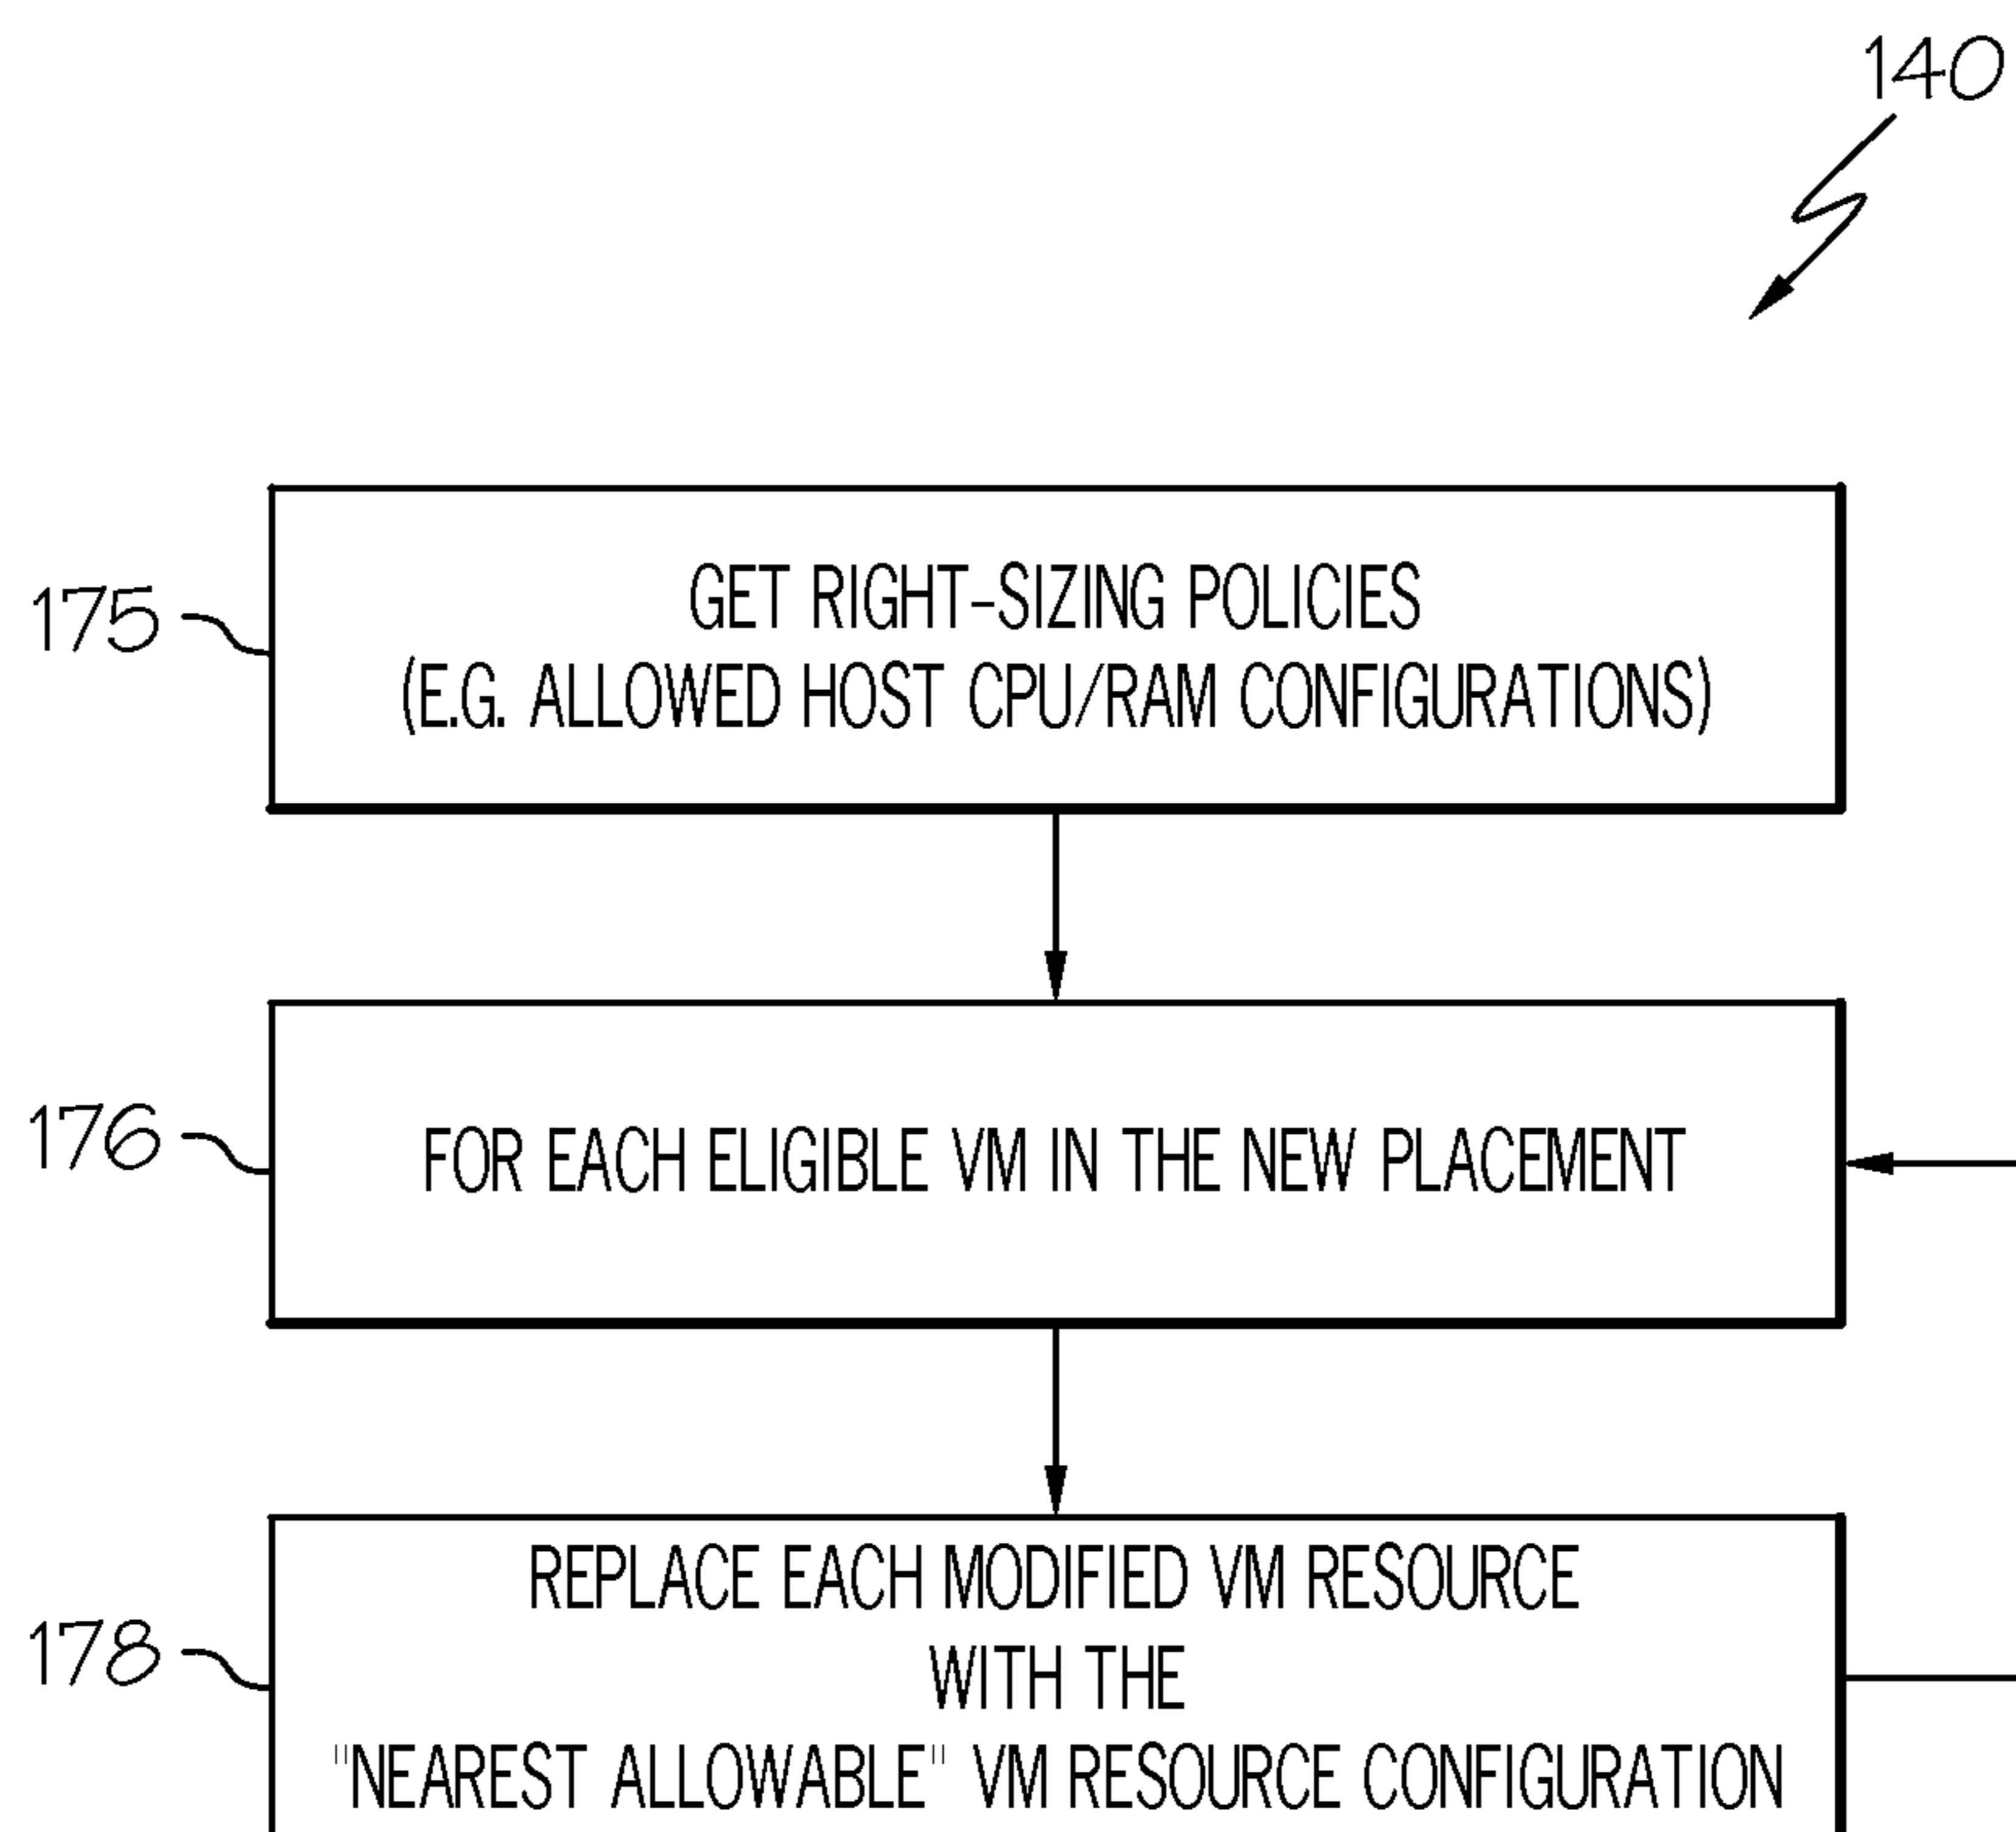 140
175
GET RIGHT-SIZING POLICIES
(E.G. ALLOWED HOST CPU/RAM CONFIGURATIONS)
176
FOR EACH ELIGIBLE VM IN THE NEW PLACEMENT
178
REPLACE EACH MODIFIED VM RESOURCE
WITH THE
"NEAREST ALLOWABLE" VM RESOURCE CONFIGURATION